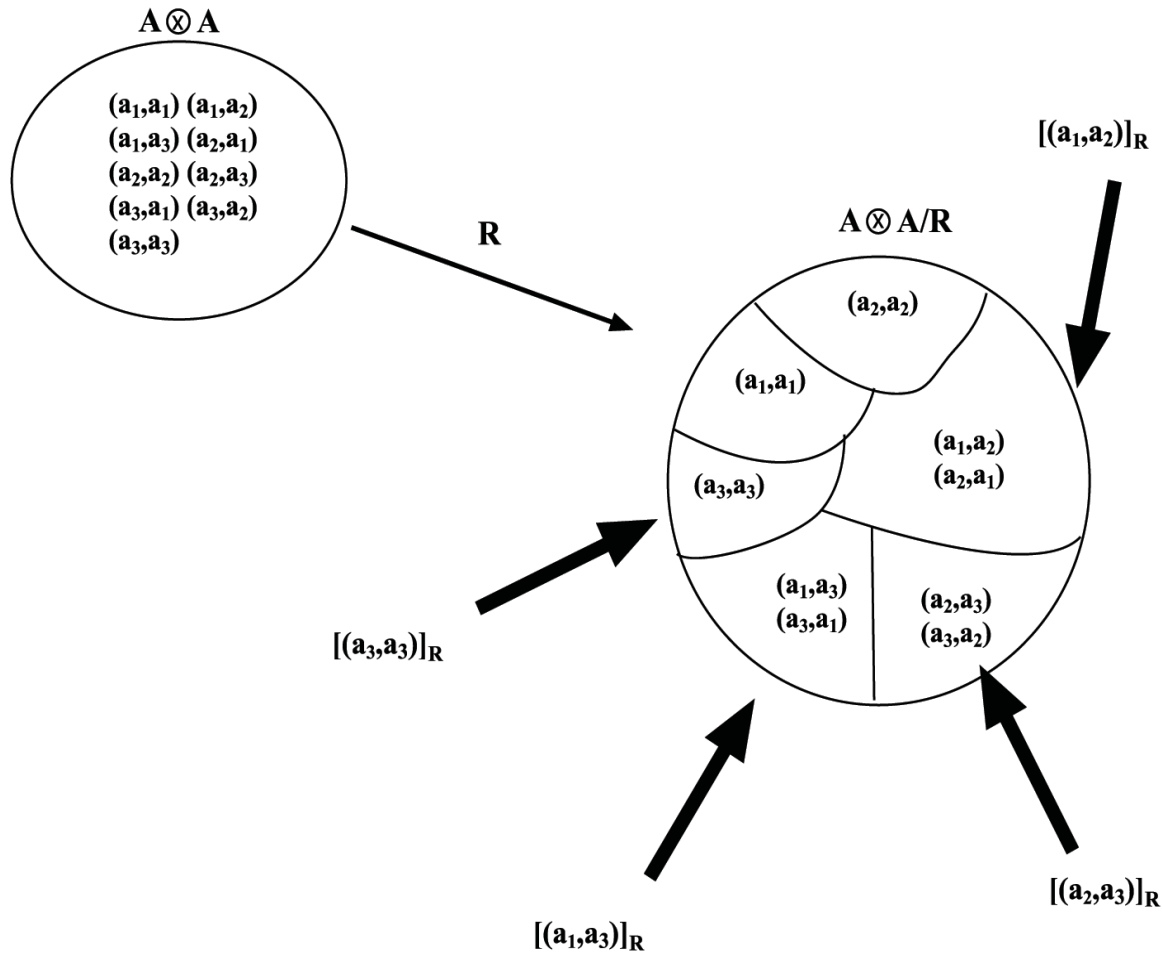 A ⊗ A
(a₁,a₁) (a₁,a₂)
(a₁,a₃) (a₂,a₁)
(a₂,a₂) (a₂,a₃)
(a₃,a₁) (a₃,a₂)
(a₃,a₃)
R
[(a₁,a₂)]R
A ⊗ A/R
(a₂,a₂)
(a₁,a₁)
(a₁,a₂)
(a₂,a₁)
(a₃,a₃)
(a₁,a₃)
(a₃,a₁)
(a₂,a₃)
(a₃,a₂)
[(a₃,a₃)]R
[(a₂,a₃)]R
[(a₁,a₃)]R